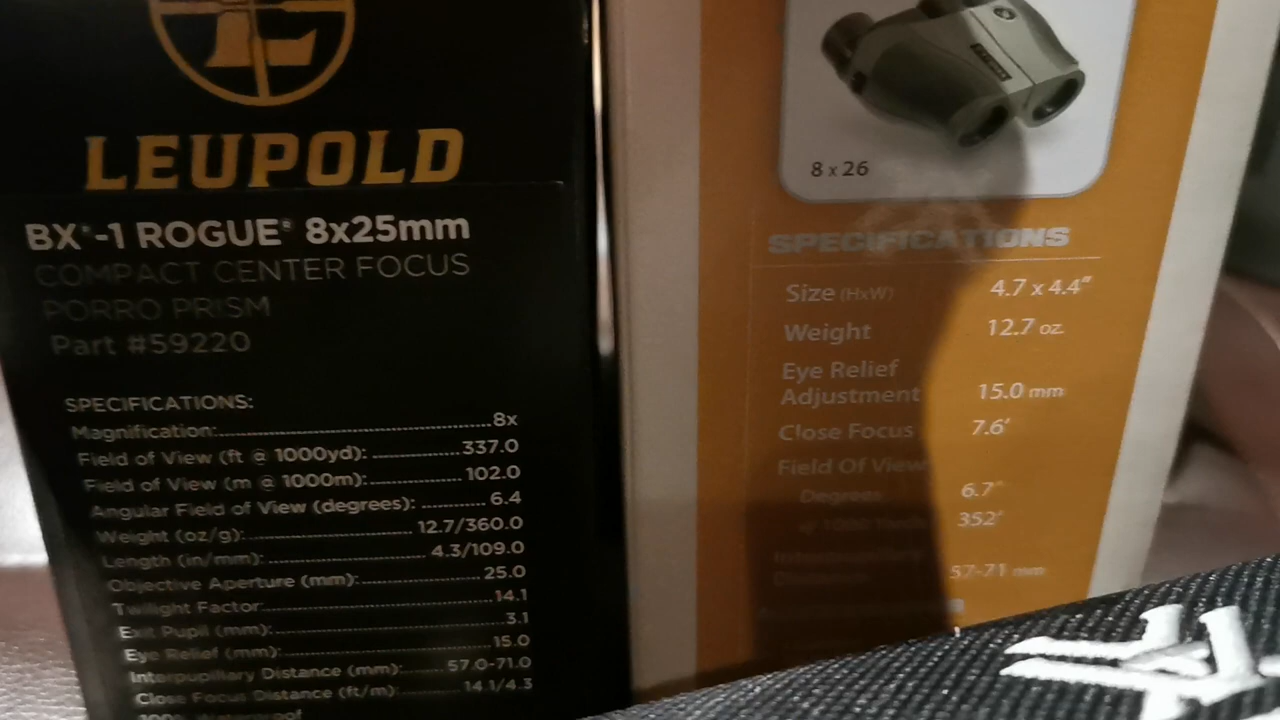 LEUPOLD
BX®-1 ROGUE® 8x25mm
COMPACT CENTER FOCUS
PORRO PRISM
Part #59220
SPECIFICATIONS:
Magnification:..........8x
Field of View (ft @ 1000yd): ..........337.0
Field of View (m @ 1000m): ..........102.0
Angular Field of View (degrees): ..........6.4
Weight (oz/g): ..........12.7/360.0
Length (in/mm): ..........4.3/109.0
Objective Aperture (mm):..........25.0
Twilight Factor:..........14.1
Exit Pupil (mm):..........3.1
Eye Relief (mm):..........15.0
Interpupillary Distance (mm):..........57.0-71.0
Close Focus Distance (ft/m):..........14.1/4.3
100% Waterproof
8 x 26
SPECIFICATIONS
Size (HxW) 4.7 x 4.4"
Weight 12.7 oz.
Eye Relief
Adjustment 15.0 mm
Close Focus 7.6'
Field Of View
Degrees 6.7°
@ 1000 Yards 352'
57-71 mm